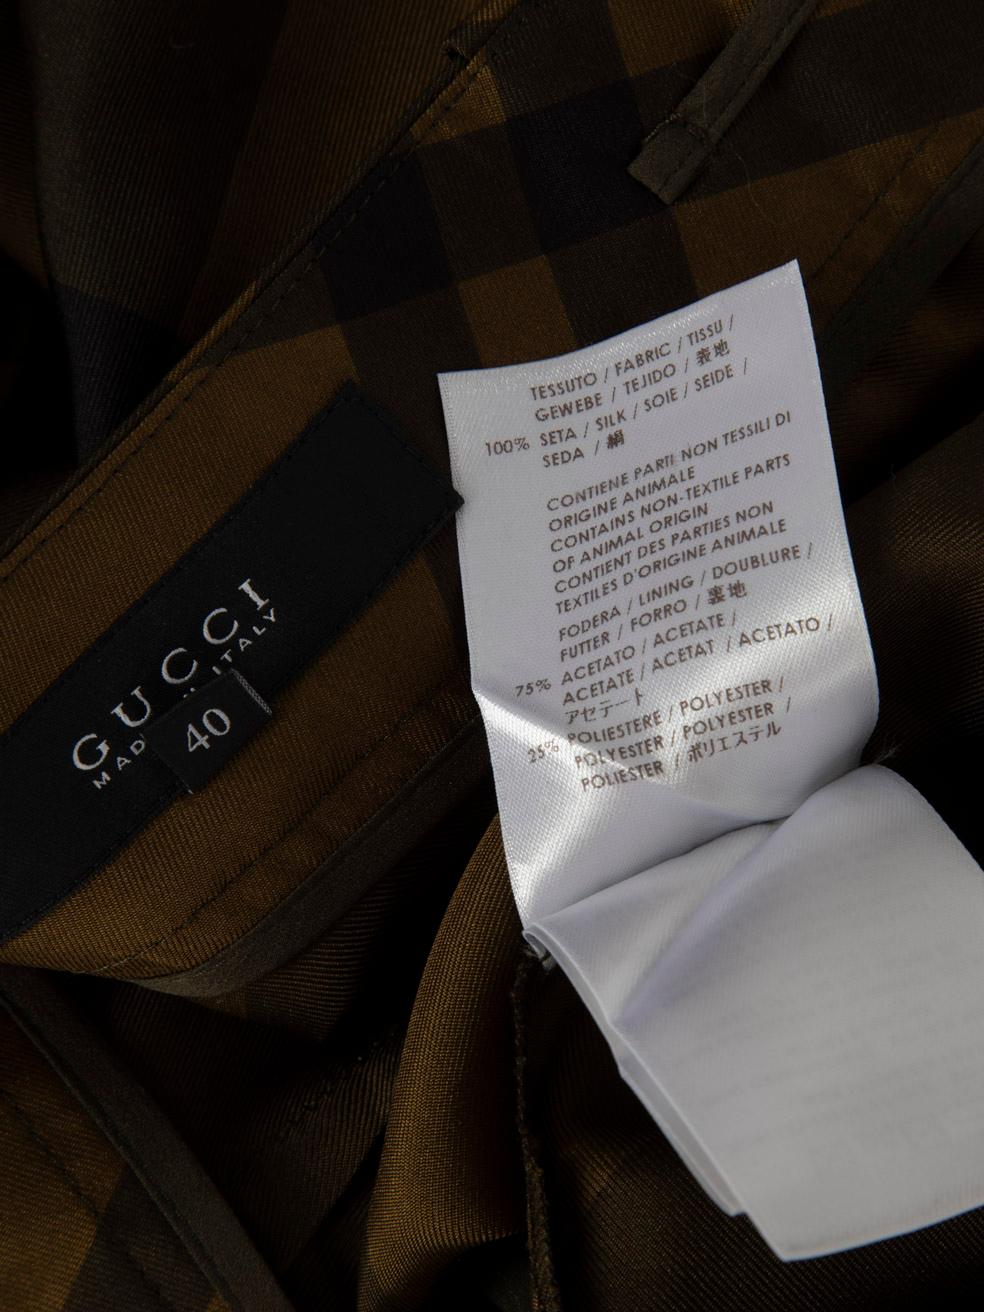 GUCCI
MAD ITALY
40
TESSUTO / FABRIC / TISSU /
GEWEBE / TEJIDO / 表地
100% SETA / SILK / SOIE / SEIDE /
SEDA / 絹
CONTIENE PARTI NON TESSILI DI
ORIGINE ANIMALE
CONTAINS NON-TEXTILE PARTS
OF ANIMAL ORIGIN
CONTIENT DES PARTIES NON
TEXTILES D'ORIGINE ANIMALE
FODERA / LINING / DOUBLURE /
FUTTER / FORRO / 裏地
75% ACETATO / ACETATE /
ACETATE / ACETAT / ACETATO /
アセテート
25% POLIESTERE / POLYESTER /
POLYESTER / POLYESTER /
POLIESTER / ポリエステル